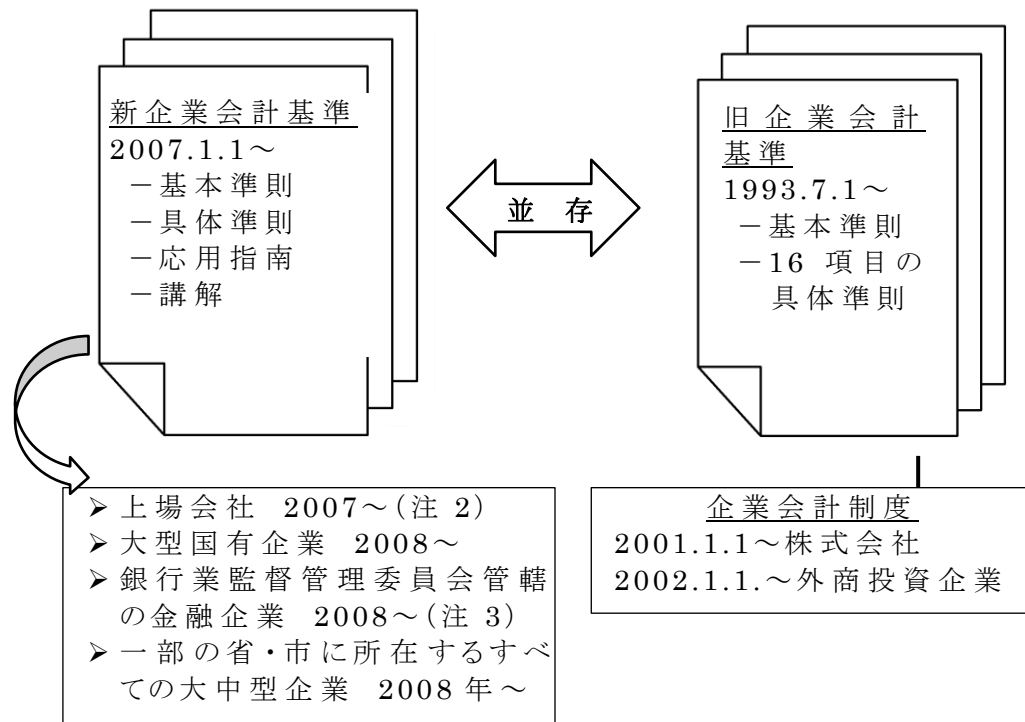 新企業会計基準
2007.1.1～
－基本準則
－具体準則
－応用指南
－講解
並 存
旧企業会計
基準
1993.7.1～
－基本準則
－16 項目の
具体準則
➢上場会社 2007～(注 2)
➢大型国有企業 2008～
➢銀行業監督管理委員会管轄
の金融企業 2008～(注 3)
➢一部の省・市に所在するすべ
ての大中型企業 2008 年～
企業会計制度
2001.1.1～株式会社
2002.1.1.～外商投資企業